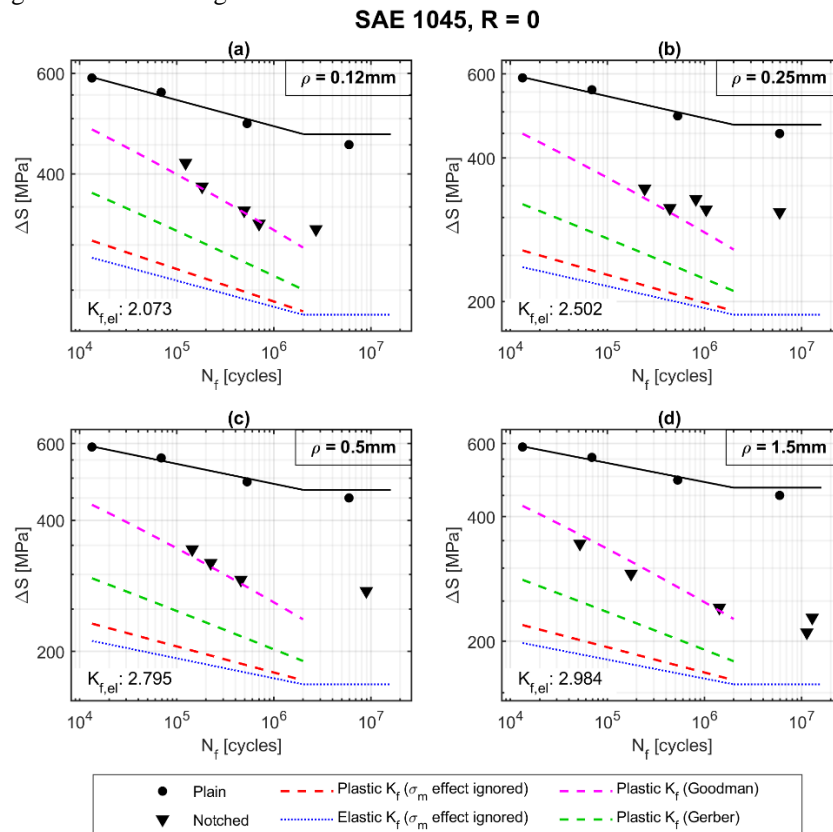 SAE 1045, R = 0
(a)
ρ = 0.12mm
600
400
ΔS [MPa]
K_f,el: 2.073
10^4 10^5 10^6 10^7
N_f [cycles]
(b)
ρ = 0.25mm
600
400
200
ΔS [MPa]
K_f,el: 2.502
10^4 10^5 10^6 10^7
N_f [cycles]
(c)
ρ = 0.5mm
600
400
200
ΔS [MPa]
K_f,el: 2.795
10^4 10^5 10^6 10^7
N_f [cycles]
(d)
ρ = 1.5mm
600
400
200
ΔS [MPa]
K_f,el: 2.984
10^4 10^5 10^6 10^7
N_f [cycles]
Plain
Notched
Plastic K_f (σ_m effect ignored)
Elastic K_f (σ_m effect ignored)
Plastic K_f (Goodman)
Plastic K_f (Gerber)